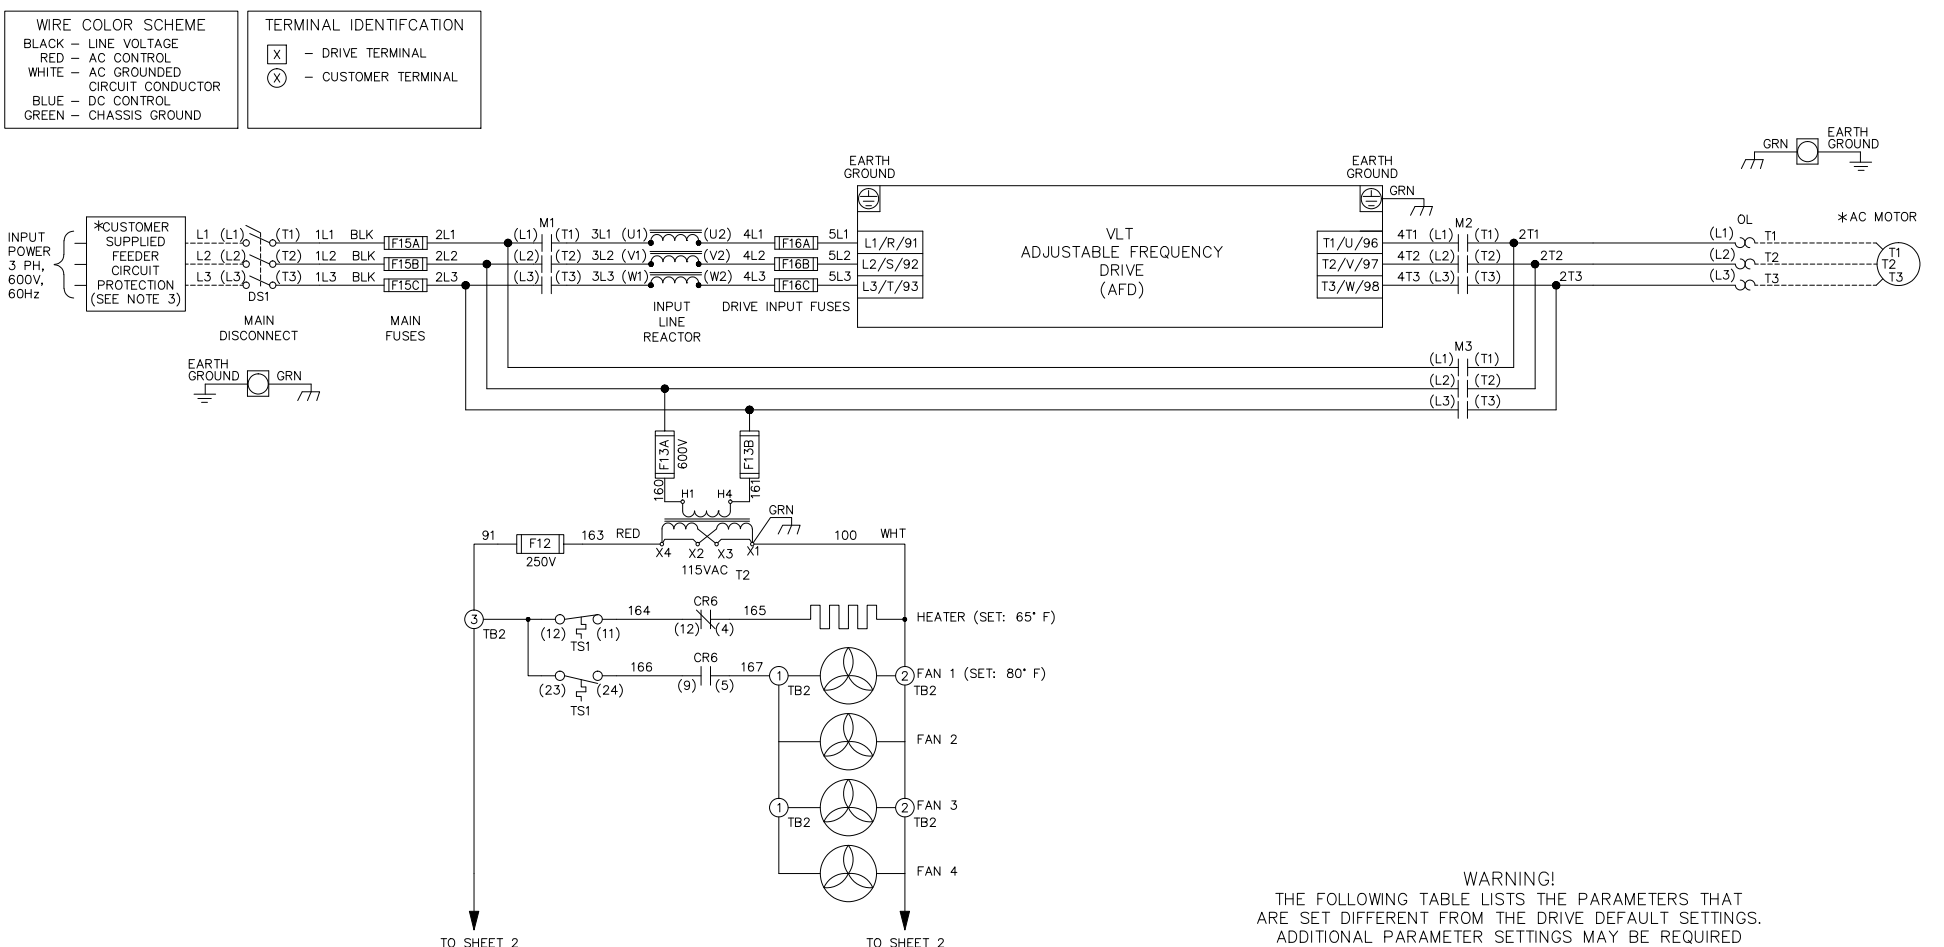 WIRE COLOR SCHEME
BLACK – LINE VOLTAGE
RED – AC CONTROL
WHITE – AC GROUNDED
CIRCUIT CONDUCTOR
BLUE – DC CONTROL
GREEN – CHASSIS GROUND
TERMINAL IDENTIFCATION
X – DRIVE TERMINAL
X – CUSTOMER TERMINAL
INPUT
POWER
3 PH,
600V,
60Hz
*CUSTOMER
SUPPLIED
FEEDER
CIRCUIT
PROTECTION
(SEE NOTE 3)
L1 (L1) (T1) 1L1 BLK F15A 2L1
L2 (L2) (T2) 1L2 BLK F15B 2L2
L3 (L3) (T3) 1L3 BLK F15C 2L3
DS1
MAIN
DISCONNECT
MAIN
FUSES
EARTH
GROUND
GRN
M1
(L1) (T1) 3L1 (U1) (U2) 4L1 F16A 5L1
(L2) (T2) 3L2 (V1) (V2) 4L2 F16B 5L2
(L3) (T3) 3L3 (W1) (W2) 4L3 F16C 5L3
INPUT
LINE
REACTOR
DRIVE INPUT FUSES
EARTH
GROUND
L1/R/91
L2/S/92
L3/T/93
VLT
ADJUSTABLE FREQUENCY
DRIVE
(AFD)
EARTH
GROUND
GRN
T1/U/96
T2/V/97
T3/W/98
M2
4T1 (L1) (T1) 2T1
4T2 (L2) (T2) 2T2
4T3 (L3) (T3) 2T3
M3
(L1) (T1)
(L2) (T2)
(L3) (T3)
GRN
EARTH
GROUND
OL
(L1) T1
(L2) T2
(L3) T3
*AC MOTOR
T1
T2
T3
F13A
600V
F13B
160
161
H1 H4
GRN
91 F12 163 RED
250V
X4 X2 X3 X1
100 WHT
115VAC T2
3
TB2
(12) (11) 164
TS1
CR6
(12) (4) 165
HEATER (SET: 65° F)
(23) (24) 166
TS1
CR6
(9) (5) 167
1
TB2
2
TB2
FAN 1 (SET: 80° F)
FAN 2
1
TB2
2
TB2
FAN 3
FAN 4
TO SHEET 2
TO SHEET 2
WARNING!
THE FOLLOWING TABLE LISTS THE PARAMETERS THAT
ARE SET DIFFERENT FROM THE DRIVE DEFAULT SETTINGS.
ADDITIONAL PARAMETER SETTINGS MAY BE REQUIRED